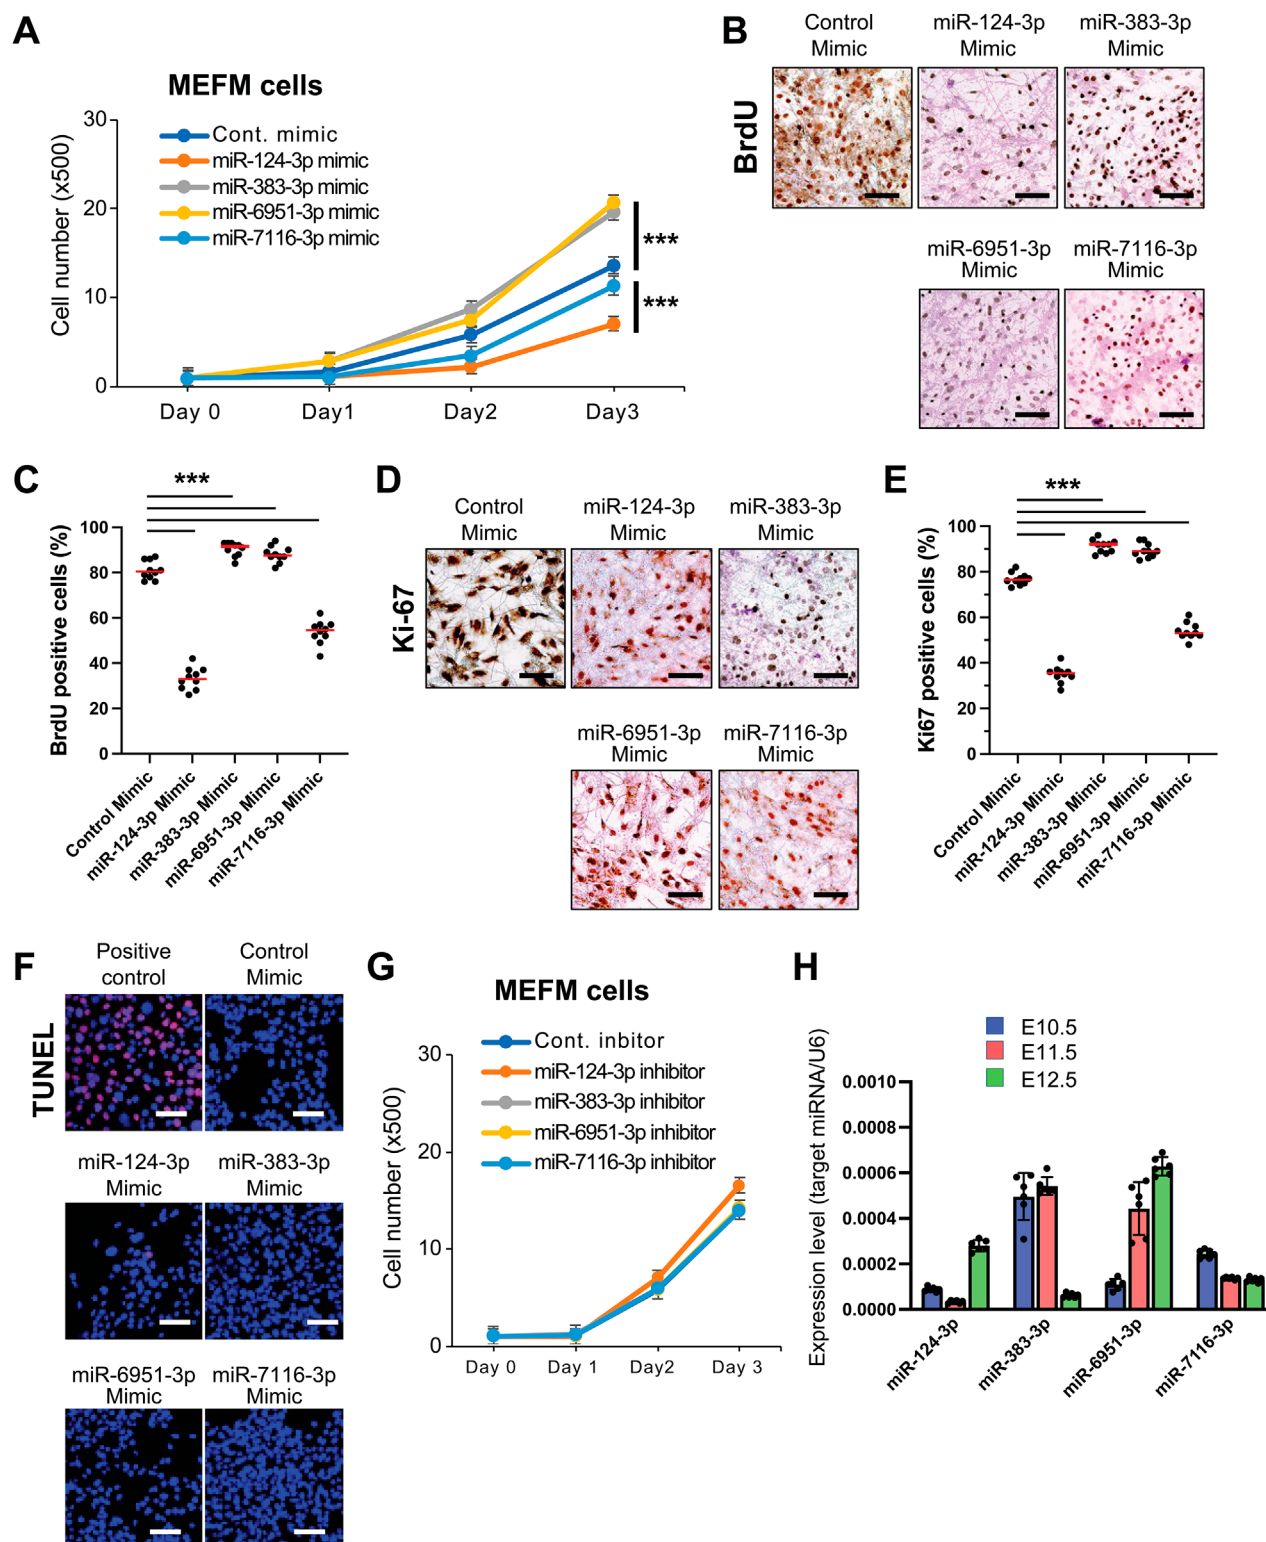 A
MEFM cells
Cell number (x500)
30
20
10
0
Cont. mimic
miR-124-3p mimic
miR-383-3p mimic
miR-6951-3p mimic
miR-7116-3p mimic
***
***
Day 0
Day1
Day2
Day3
B
BrdU
Control
Mimic
miR-124-3p
Mimic
miR-383-3p
Mimic
miR-6951-3p
Mimic
miR-7116-3p
Mimic
C
***
BrdU positive cells (%)
100
80
60
40
20
0
Control Mimic
miR-124-3p Mimic
miR-383-3p Mimic
miR-6951-3p Mimic
miR-7116-3p Mimic
D
Ki-67
Control
Mimic
miR-124-3p
Mimic
miR-383-3p
Mimic
miR-6951-3p
Mimic
miR-7116-3p
Mimic
E
***
Ki67 positive cells (%)
100
80
60
40
20
0
Control Mimic
miR-124-3p Mimic
miR-383-3p Mimic
miR-6951-3p Mimic
miR-7116-3p Mimic
F
TUNEL
Positive
control
Control
Mimic
miR-124-3p
Mimic
miR-383-3p
Mimic
miR-6951-3p
Mimic
miR-7116-3p
Mimic
G
MEFM cells
Cell number (x500)
30
20
10
0
Cont. inbitor
miR-124-3p inhibitor
miR-383-3p inhibitor
miR-6951-3p inhibitor
miR-7116-3p inhibitor
Day 0
Day 1
Day2
Day 3
H
E10.5
E11.5
E12.5
Expression level (target miRNA/U6)
0.0010
0.0008
0.0006
0.0004
0.0002
0.0000
miR-124-3p
miR-383-3p
miR-6951-3p
miR-7116-3p